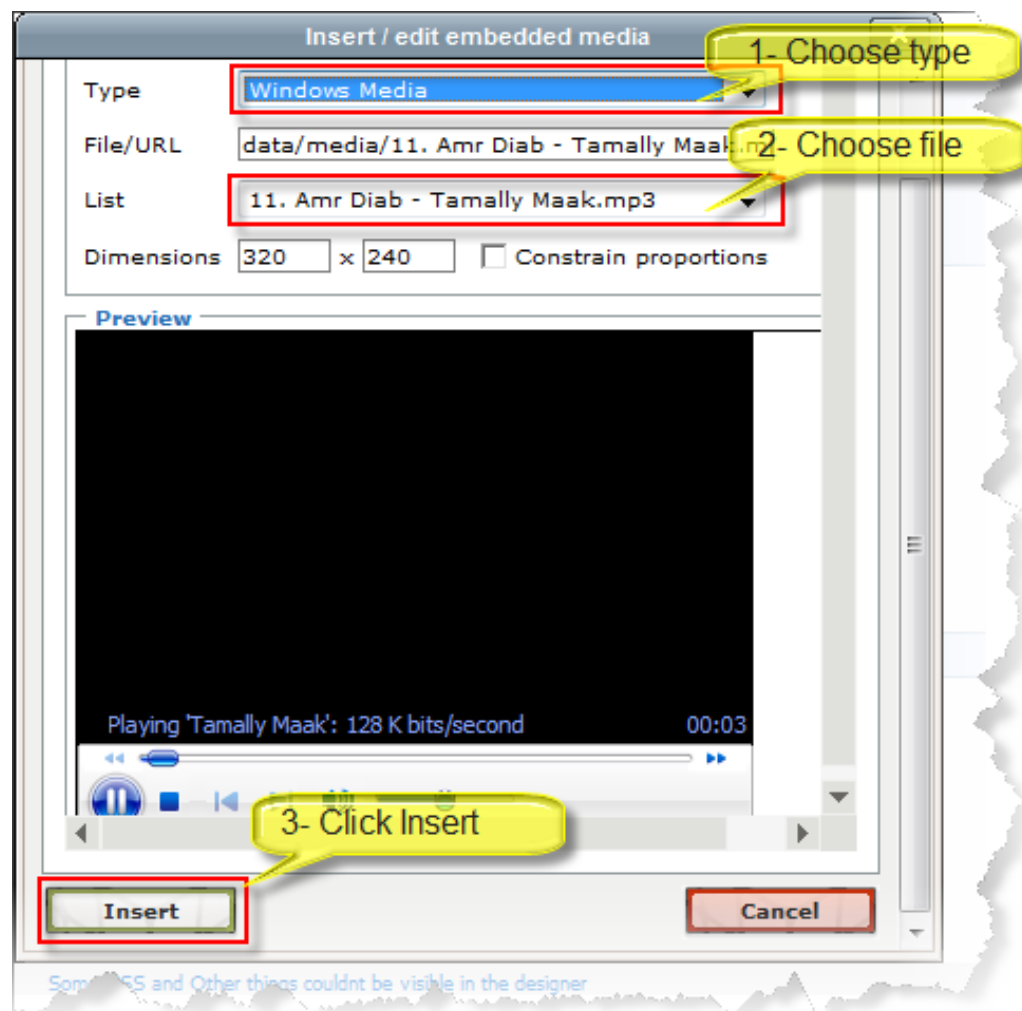 Insert / edit embedded media
1- Choose type
Type
Windows Media
File/URL
data/media/11. Amr Diab - Tamally Maak.m
2- Choose file
List
11. Amr Diab - Tamally Maak.mp3
Dimensions 320 x 240 Constrain proportions
Preview
Playing 'Tamally Maak': 128 K bits/second 00:03
3- Click Insert
Insert
Cancel
and Other things couldnt be visible in the designer